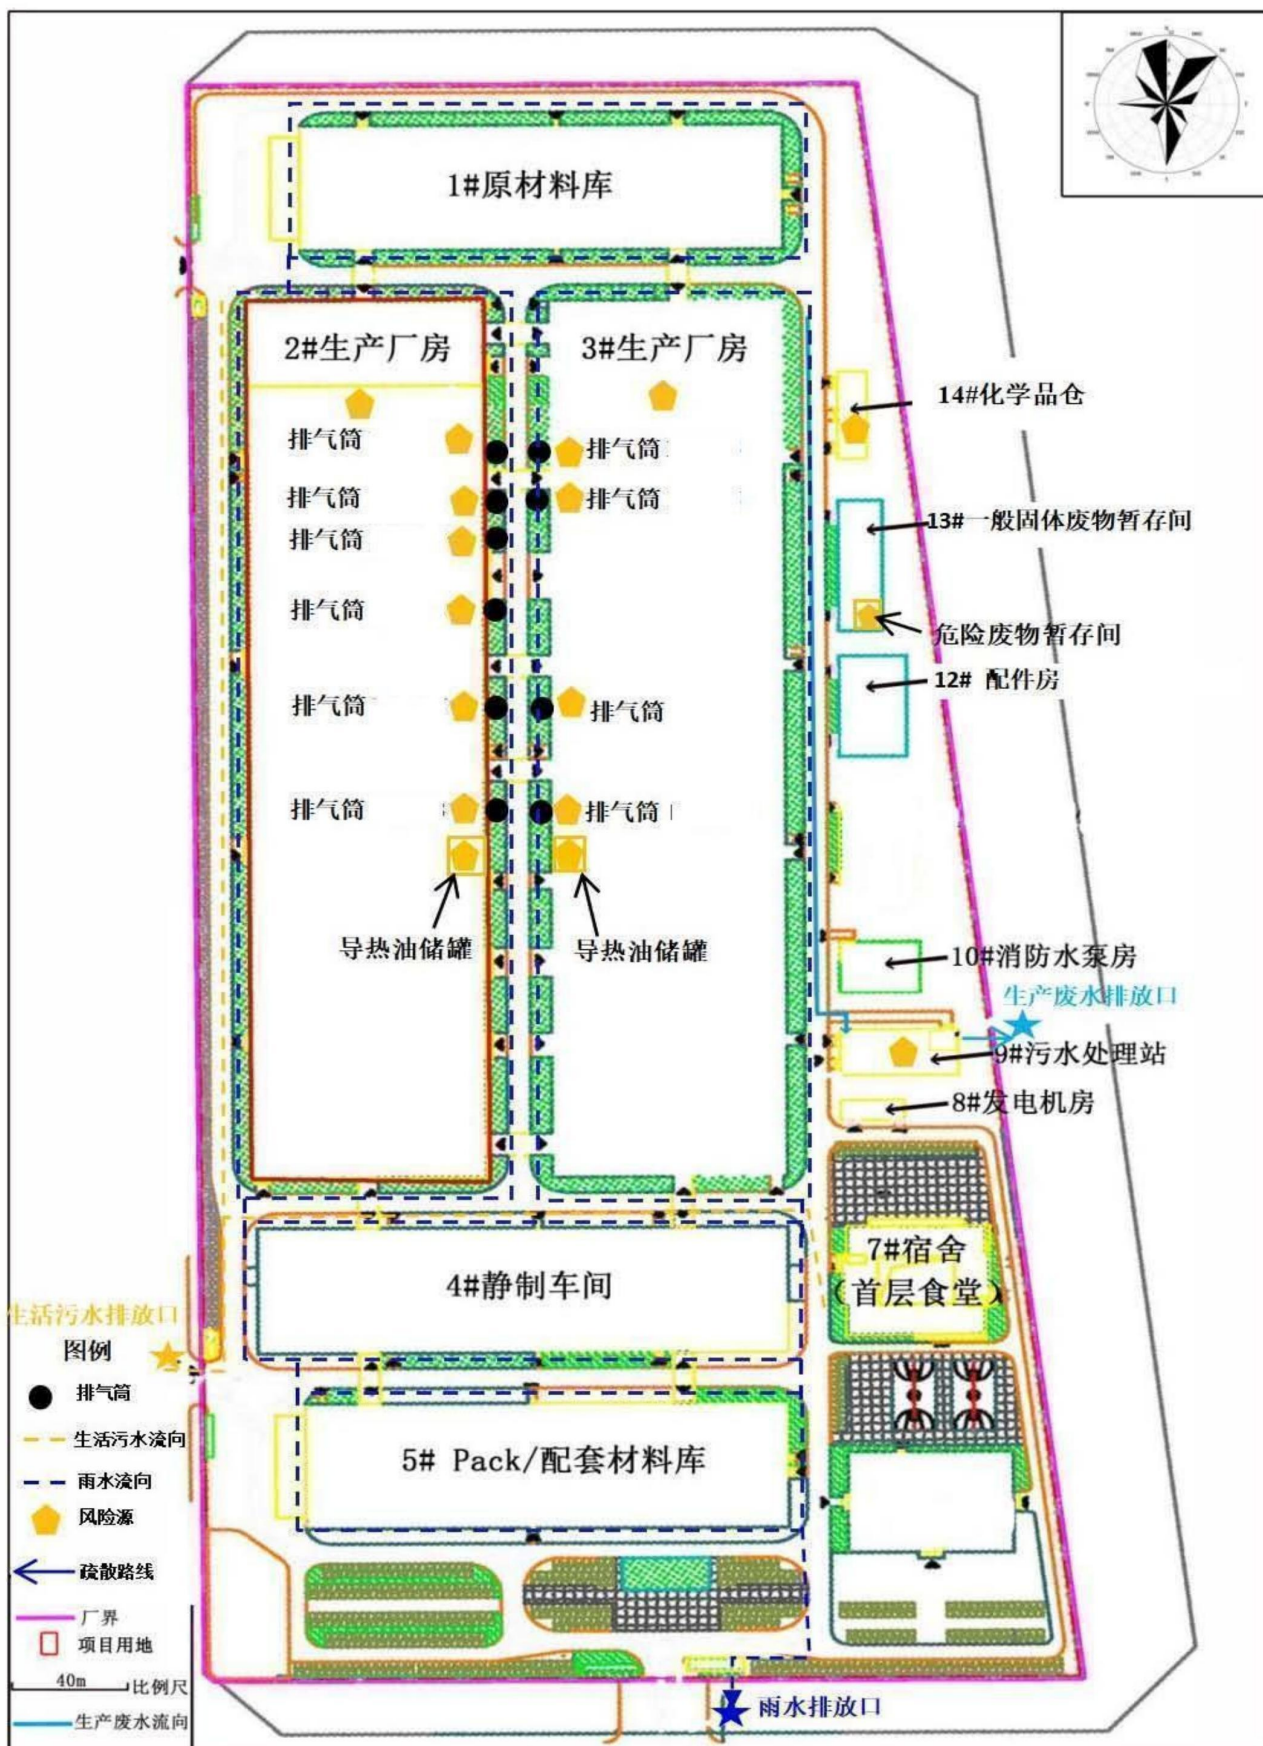 1#原材料库
2#生产厂房
3#生产厂房
14#化学品仓
排气筒
排气筒
排气筒
排气筒
13#一般固体废物暂存间
排气筒
排气筒
危险废物暂存间
12# 配件房
排气筒
排气筒
排气筒
排气筒
导热油储罐
导热油储罐
10#消防水泵房
生产废水排放口
9#污水处理站
8#发电机房
7#宿舍
（首层食堂）
4#静制车间
生活污水排放口
图例
排气筒
生活污水流向
雨水流向
风险源
疏散路线
厂界
项目用地
40m 比例尺
生产废水流向
5# Pack/配套材料库
雨水排放口